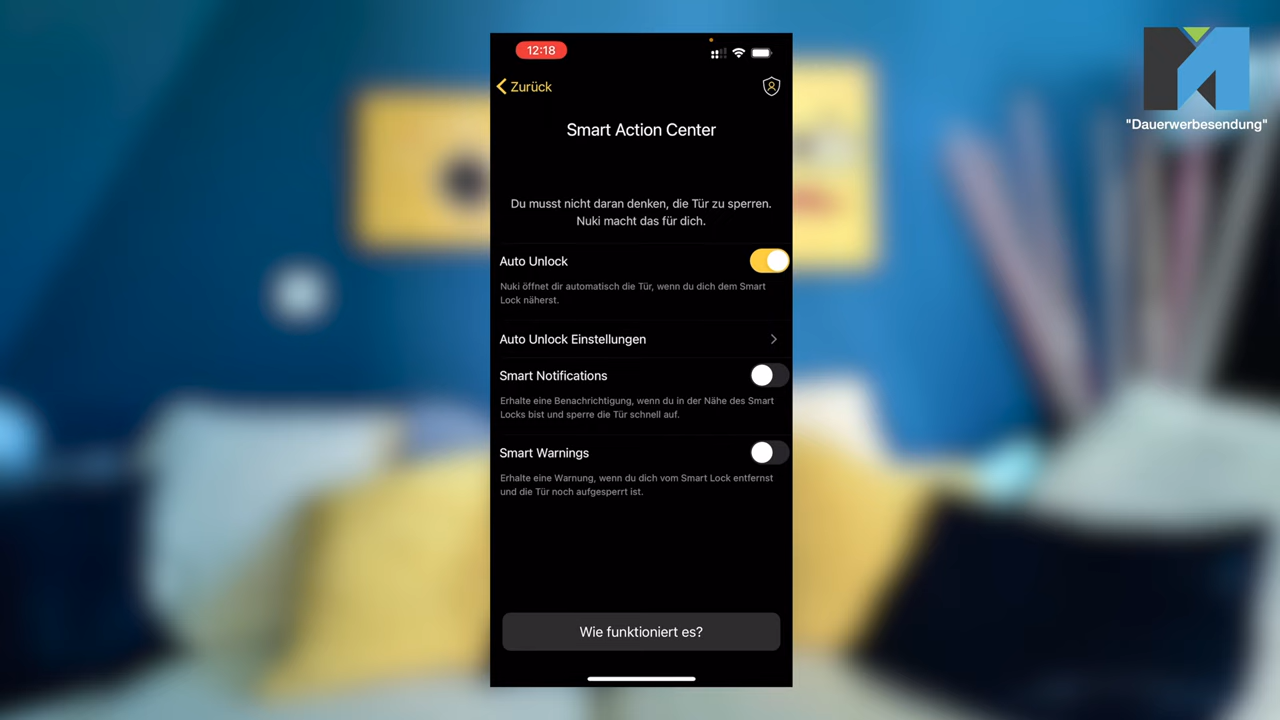 12:18
Zurück
"Dauerwerbesendung"
Smart Action Center
Du musst nicht daran denken, die Tür zu sperren.
Nuki macht das für dich.
Auto Unlock
Nuki öffnet dir automatisch die Tür, wenn du dich dem Smart
Lock näherst.
Auto Unlock Einstellungen
Smart Notifications
Erhalte eine Benachrichtigung, wenn du in der Nähe des Smart
Locks bist und sperre die Tür schnell auf.
Smart Warnings
Erhalte eine Warnung, wenn du dich vom Smart Lock entfernst
und die Tür noch aufgesperrt ist.
Wie funktioniert es?